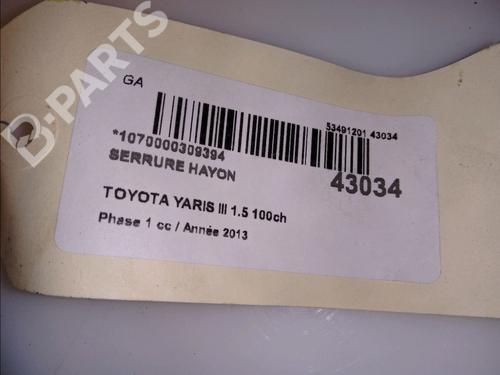 B-PARTS
GA
53491201 43034
*1070000309394
SERRURE HAYON
43034
TOYOTA YARIS III 1.5 100ch
Phase 1 cc / Année 2013